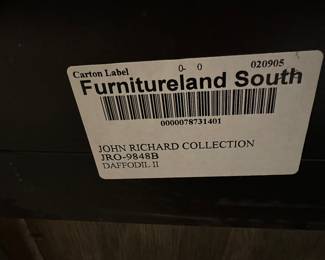 Carton Label 0- 0 020905
Furnitureland South
0000078731401
JOHN RICHARD COLLECTION
JRO-9848B
DAFFODIL II